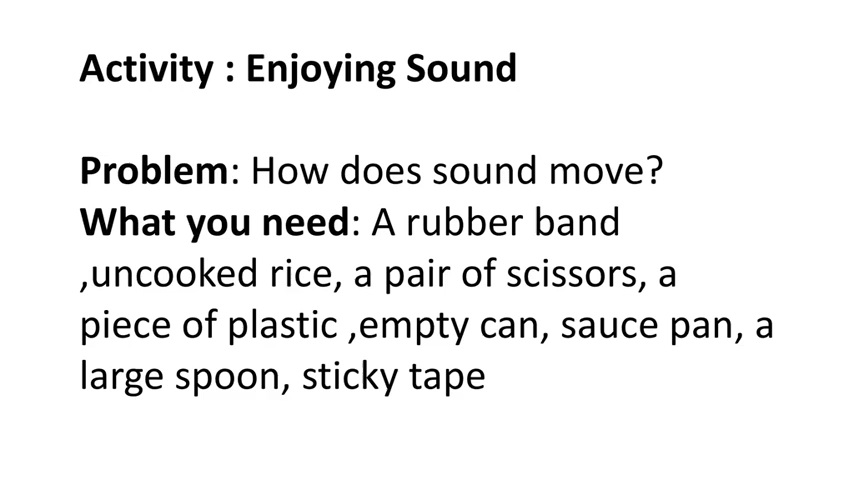 Activity : Enjoying Sound
Problem: How does sound move?
What you need: A rubber band
,uncooked rice, a pair of scissors, a
piece of plastic ,empty can, sauce pan, a
large spoon, sticky tape